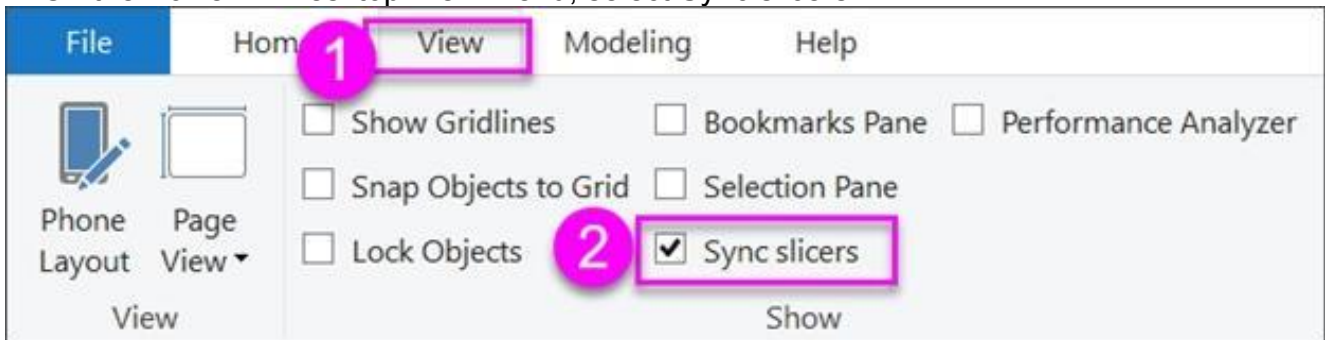 File Hom 1 View Modeling Help
Show Gridlines Bookmarks Pane Performance Analyzer
Snap Objects to Grid Selection Pane
Phone Page
Lock Objects 2 Sync slicers
Layout View
View Show